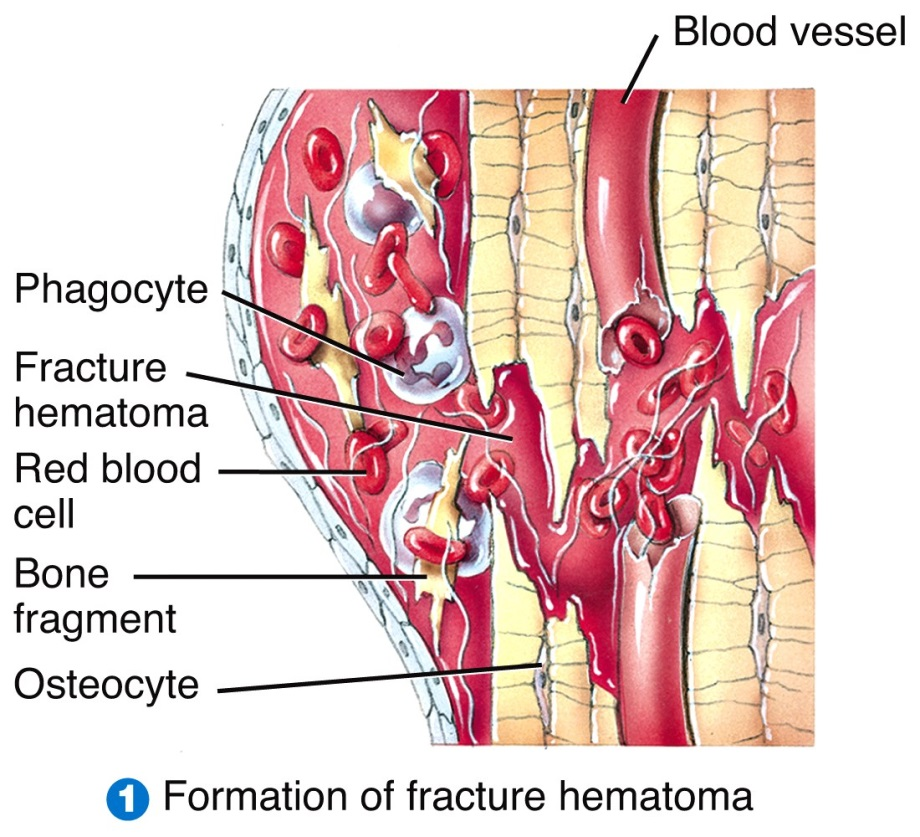 Blood vessel
Phagocyte
Fracture
hematoma
Red blood
cell
Bone
fragment
Osteocyte
1 Formation of fracture hematoma